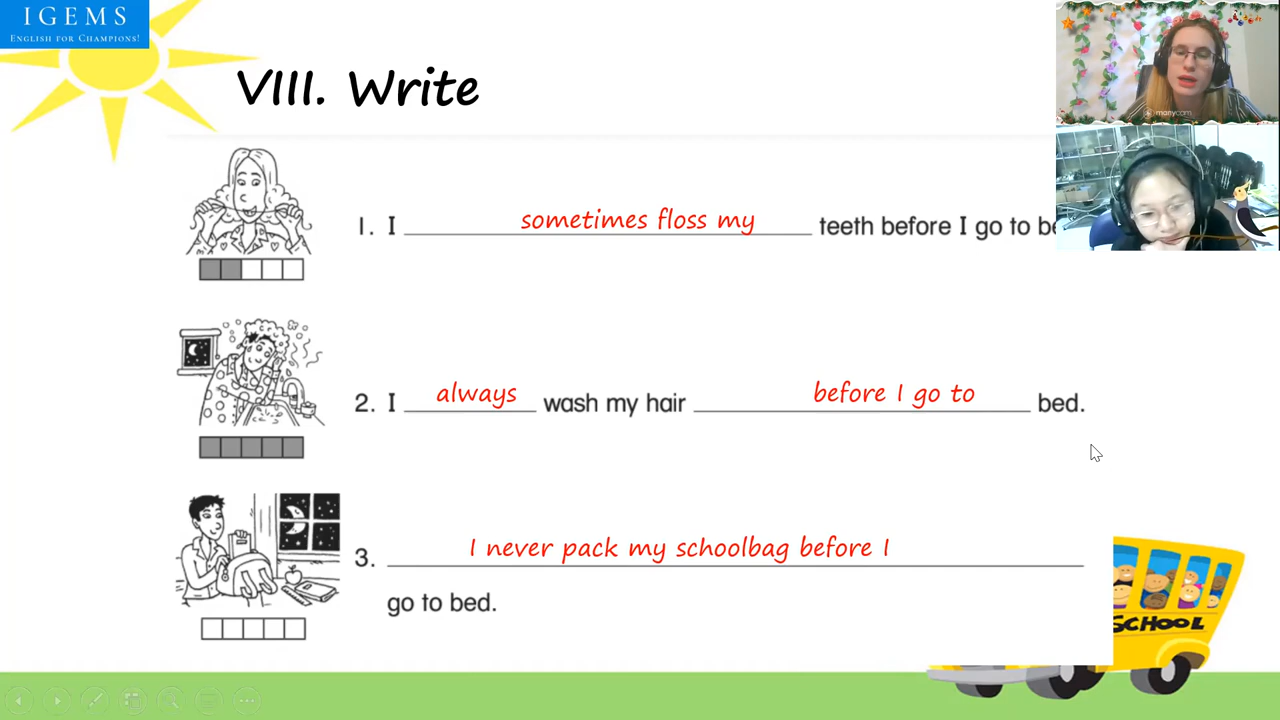 IGEMS
ENGLISH FOR CHAMPIONS!
VIII. Write
manycam
1. I sometimes floss my teeth before I go to be
2. I always wash my hair before I go to bed.
3. I never pack my schoolbag before I
go to bed.
SCHOOL